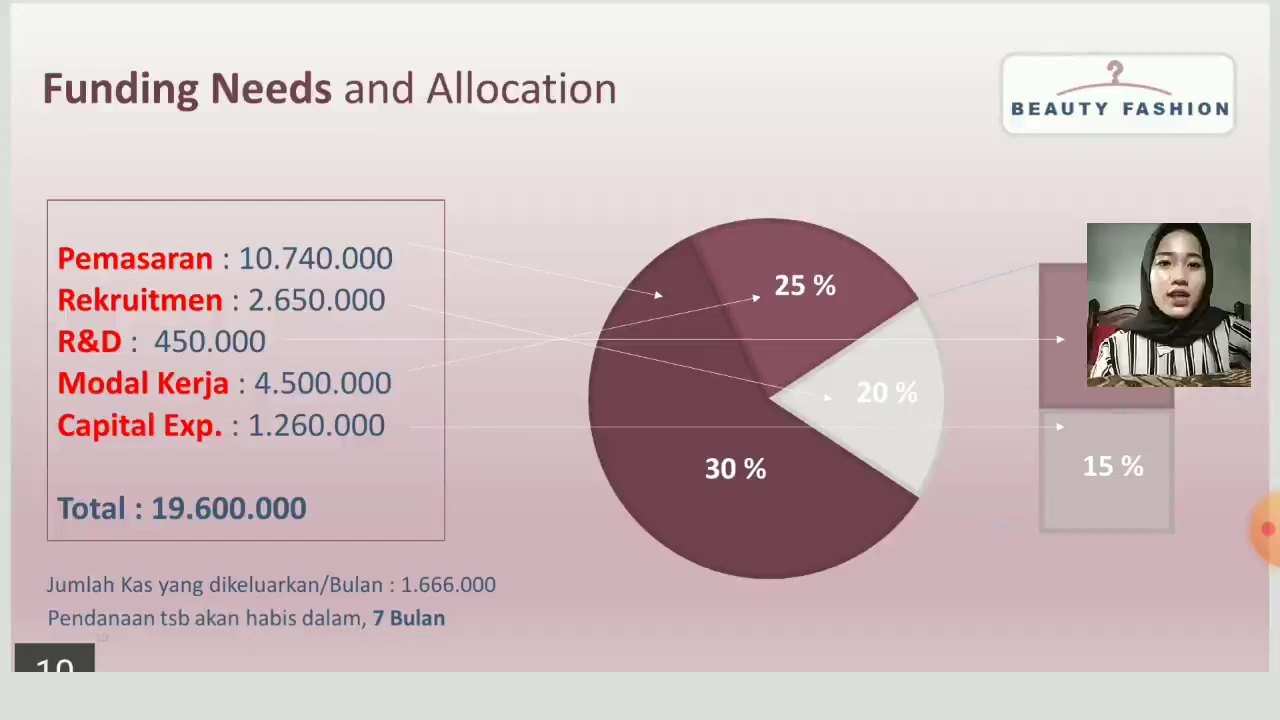 Funding Needs and Allocation
BEAUTY FASHION
Pemasaran : 10.740.000
Rekruitmen : 2.650.000
R&D : 450.000
Modal Kerja : 4.500.000
Capital Exp. : 1.260.000
Total : 19.600.000
25 %
20 %
30 %
15 %
Jumlah Kas yang dikeluarkan/Bulan : 1.666.000
Pendanaan tsb akan habis dalam, 7 Bulan